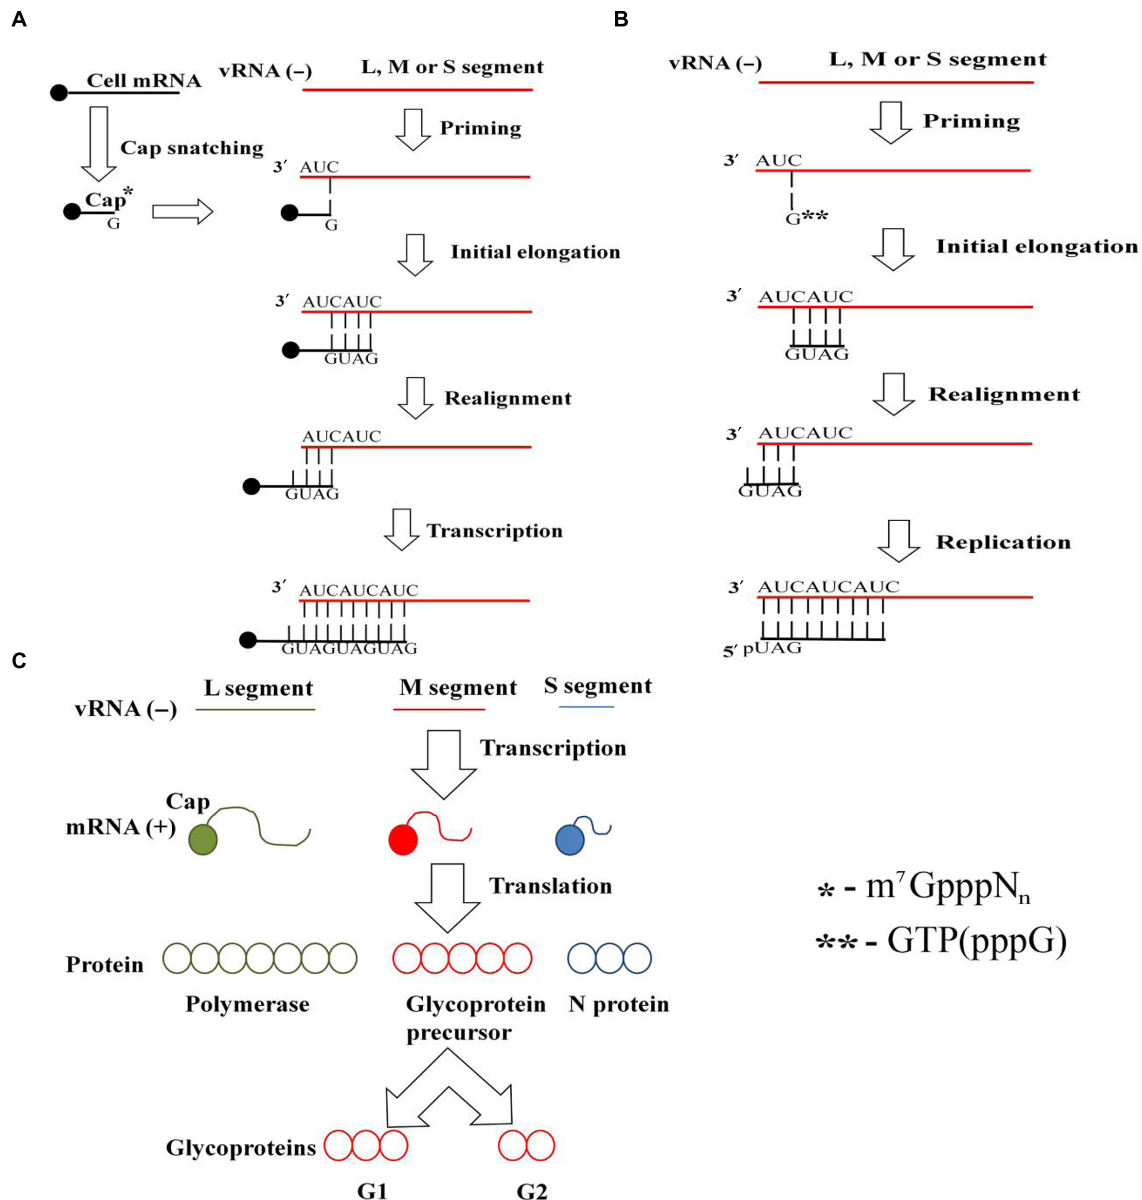 A
Cell mRNA
vRNA (–)
L, M or S segment
Cap snatching
Priming
3′
AUC
Cap*
G
G
Initial elongation
3′
AUCAUC
GUAG
Realignment
AUCAUC
3′
GUAG
Transcription
3′
AUCAUCAUC
GUAGUAGUAG
B
vRNA (–)
L, M or S segment
Priming
3′
AUC
G**
Initial elongation
3′
AUCAUC
GUAG
Realignment
3′
AUCAUC
GUAG
Replication
3′
AUCAUCAUC
5′ pUAG
C
L segment
M segment
S segment
vRNA (–)
Transcription
Cap
mRNA (+)
Translation
Protein
Polymerase
Glycoprotein
precursor
N protein
Glycoproteins
G1
G2
* - m⁷ GpppNₙ
** - GTP(pppG)